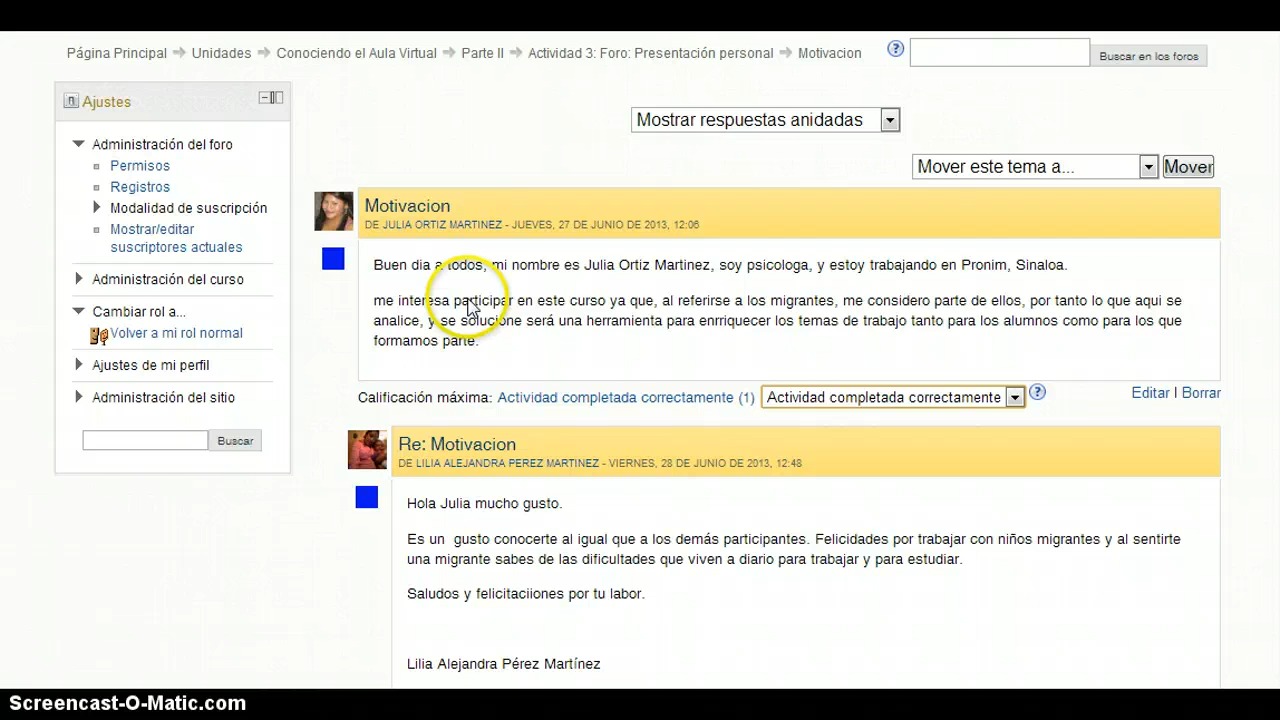 Página Principal Unidades Conociendo el Aula Virtual Parte II Actividad 3: Foro: Presentación personal Motivacion Buscar en los foros
Ajustes
Administración del foro
Permisos
Registros
Modalidad de suscripción
Mostrar/editar
suscriptores actuales
Administración del curso
Cambiar rol a...
Volver a mi rol normal
Ajustes de mi perfil
Administración del sitio
Buscar
Mostrar respuestas anidadas
Mover este tema a... Mover
Motivacion
DE JULIA ORTIZ MARTINEZ - JUEVES, 27 DE JUNIO DE 2013, 12:06
Buen dia a todos, mi nombre es Julia Ortiz Martinez, soy psicologa, y estoy trabajando en Pronim, Sinaloa.
me interesa participar en este curso ya que, al referirse a los migrantes, me considero parte de ellos, por tanto lo que aqui se
analice, y se solucione será una herramienta para enrriquecer los temas de trabajo tanto para los alumnos como para los que
formamos parte.
Calificación máxima: Actividad completada correctamente (1) Actividad completada correctamente ?
Editar | Borrar
Re: Motivacion
DE LILIA ALEJANDRA PEREZ MARTINEZ - VIERNES, 28 DE JUNIO DE 2013, 12:48
Hola Julia mucho gusto.
Es un gusto conocerte al igual que a los demás participantes. Felicidades por trabajar con niños migrantes y al sentirte
una migrante sabes de las dificultades que viven a diario para trabajar y para estudiar.
Saludos y felicitaciiones por tu labor.
Lilia Alejandra Pérez Martínez
Screencast-O-Matic.com